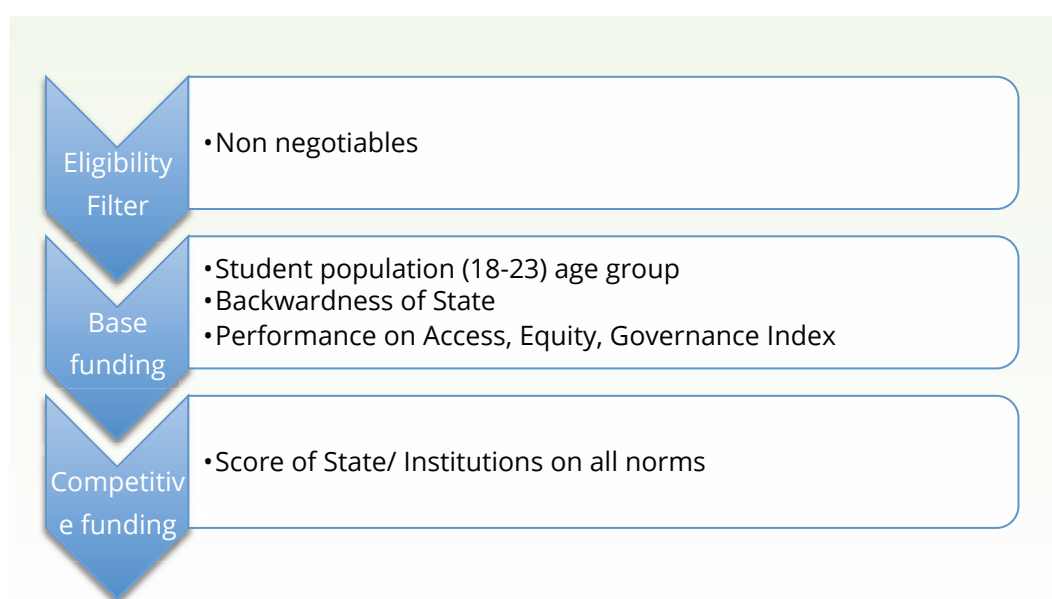 Eligibility
Filter
•Non negotiables
Base
funding
•Student population (18-23) age group
•Backwardness of State
•Performance on Access, Equity, Governance Index
Competitiv
e funding
•Score of State/ Institutions on all norms